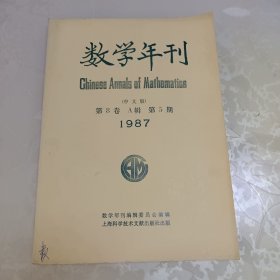 数学年刊
Chinese Annals of Mathematics
(中文版)
第8卷 A辑 第5期
1987
数学年刊编辑委员会编辑
上海科学技术文献出版社出版